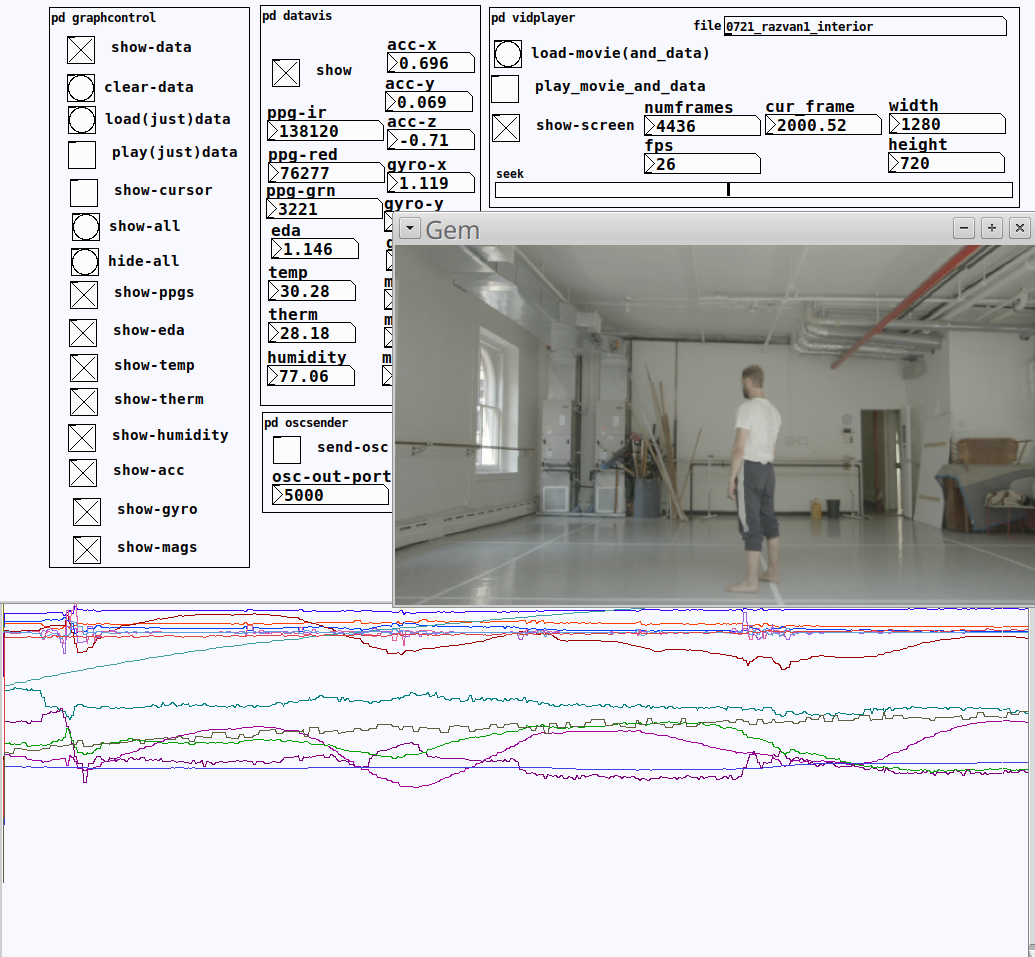 pd graphcontrol
show-data
clear-data
load(just)data
play(just)data
show-cursor
show-all
hide-all
show-ppgs
show-eda
show-temp
show-therm
show-humidity
show-acc
show-gyro
show-mags
pd datavis
show
acc-x
0.696
acc-y
0.069
acc-z
-0.71
gyro-x
1.119
gyro-y
ppg-ir
138120
ppg-red
76277
ppg-grn
3221
eda
1.146
temp
30.28
therm
28.18
humidity
77.06
pd oscsender
send-osc
osc-out-port
5000
pd vidplayer
file 0721_razvan1_interior
load-movie(and_data)
play_movie_and_data
show-screen
numframes
4436
cur_frame
2000.52
width
1280
fps
26
height
720
seek
Gem